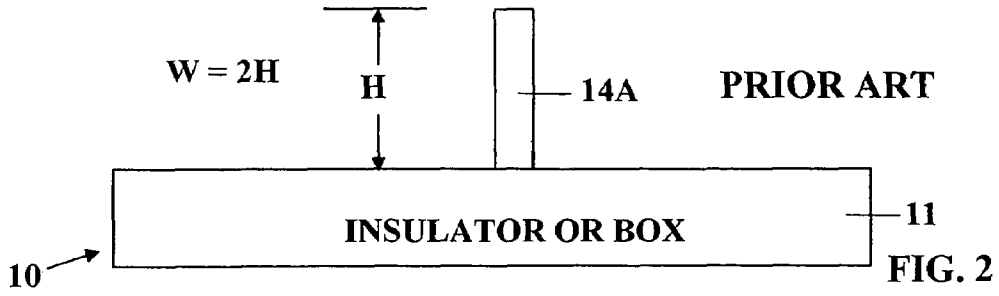 W = 2H
H
14A
PRIOR ART
INSULATOR OR BOX
11
10
FIG. 2